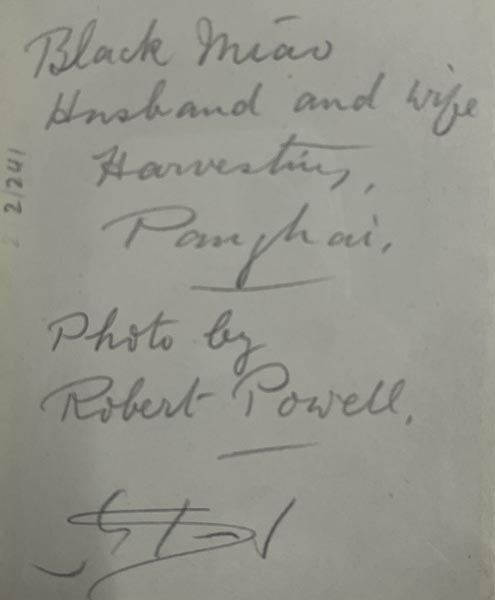 Black Miao
Husband and wife
Harvesting,
Panghai.
Photo by
Robert Powell.
2/241